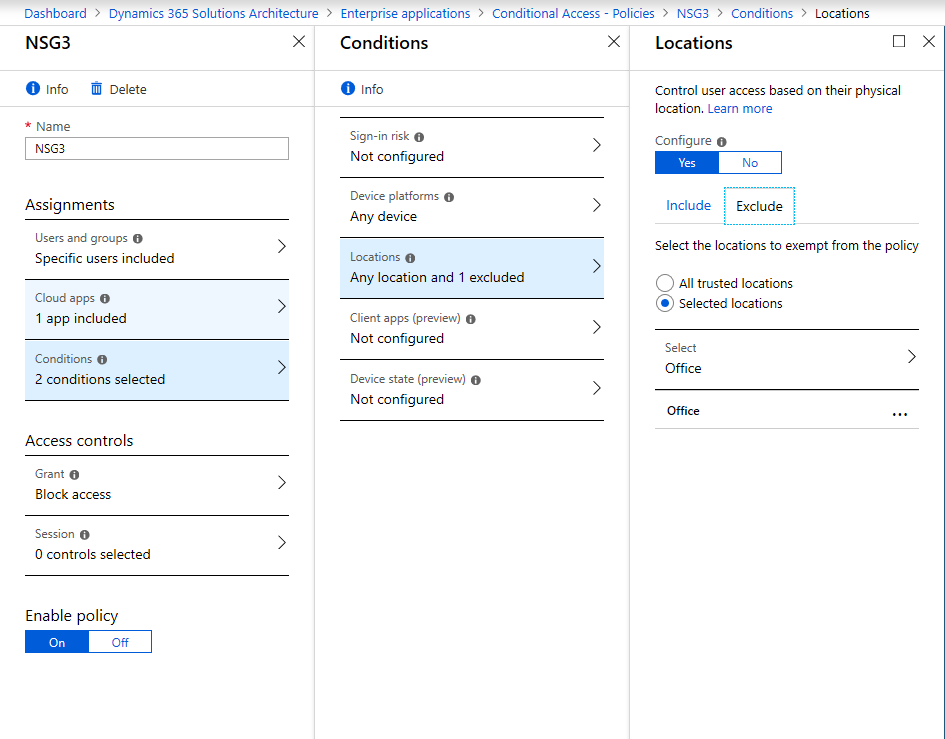 Dashboard > Dynamics 365 Solutions Architecture > Enterprise applications > Conditional Access - Policies > NSG3 > Conditions > Locations
NSG3
Info Delete
* Name
NSG3
Assignments
Users and groups
Specific users included
Cloud apps
1 app included
Conditions
2 conditions selected
Access controls
Grant
Block access
Session
0 controls selected
Enable policy
On Off
Conditions
Info
Sign-in risk
Not configured
Device platforms
Any device
Locations
Any location and 1 excluded
Client apps (preview)
Not configured
Device state (preview)
Not configured
Locations
Control user access based on their physical
location. Learn more
Configure
Yes No
Include Exclude
Select the locations to exempt from the policy
All trusted locations
Selected locations
Select
Office
Office ...